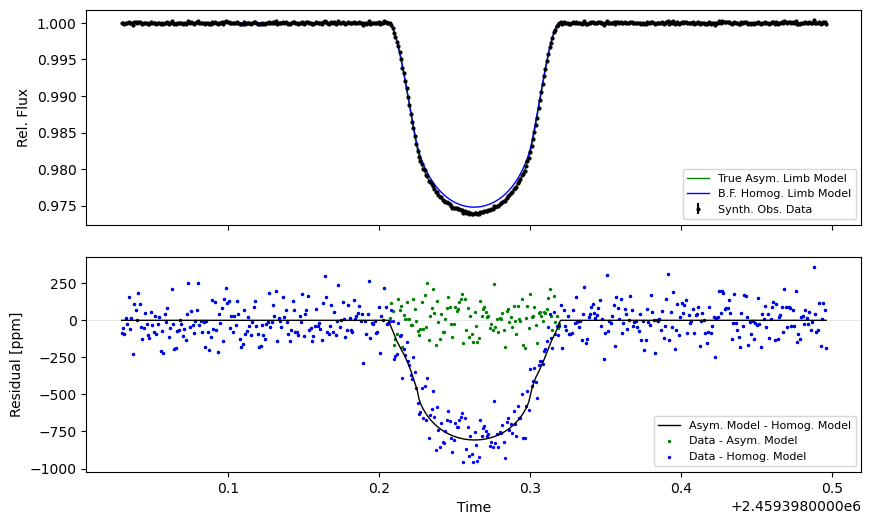 1.000
0.995
0.990
0.985
0.980
0.975
Rel. Flux
True Asym. Limb Model
B.F. Homog. Limb Model
Synth. Obs. Data
250
0
−250
−500
−750
−1000
Residual [ppm]
Asym. Model - Homog. Model
Data - Asym. Model
Data - Homog. Model
0.1 0.2 0.3 0.4 0.5
Time
+2.4593980000e6